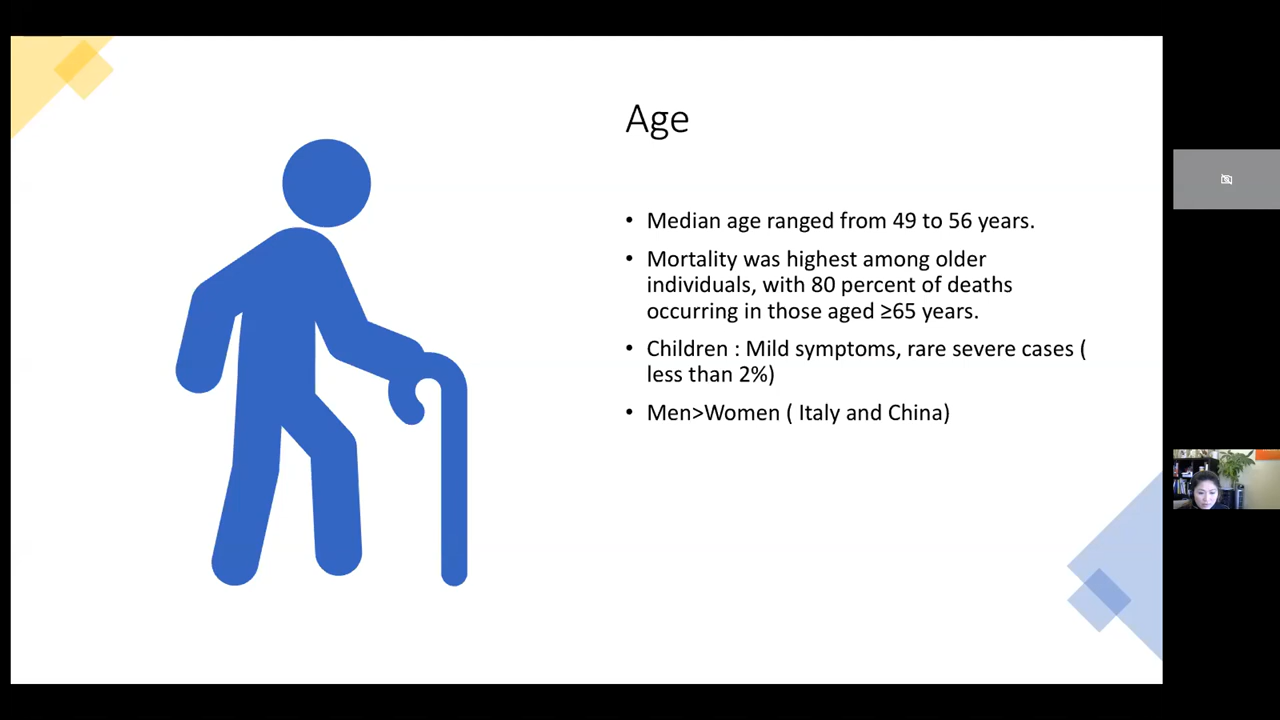 Age
• Median age ranged from 49 to 56 years.
• Mortality was highest among older
individuals, with 80 percent of deaths
occurring in those aged ≥65 years.
• Children : Mild symptoms, rare severe cases (
less than 2%)
• Men>Women ( Italy and China)